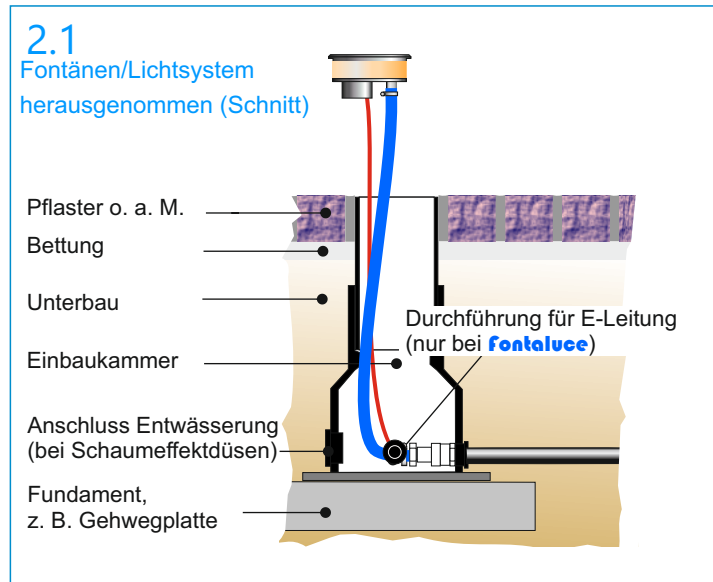 2.1
Fontänen/Lichtsystem
herausgenommen (Schnitt)
Pflaster o. a. M.
Bettung
Unterbau
Durchführung für E-Leitung
(nur bei Fontaluce)
Einbaukammer
Anschluss Entwässerung
(bei Schaumeffektdüsen)
Fundament,
z. B. Gehwegplatte